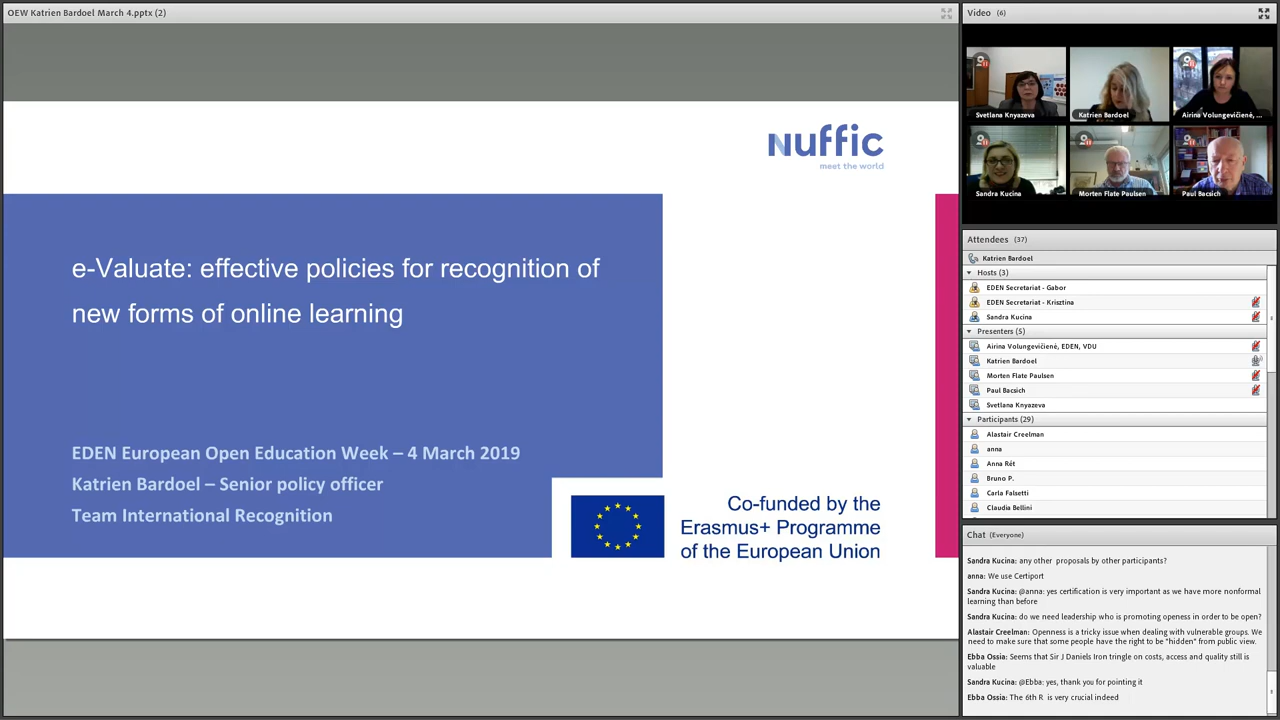 OEW Katrien Bardoel March 4.pptx (2)
nuffic
meet the world
e-Valuate: effective policies for recognition of
new forms of online learning
EDEN European Open Education Week – 4 March 2019
Katrien Bardoel – Senior policy officer
Team International Recognition
Co-funded by the
Erasmus+ Programme
of the European Union
Video (6)
Svetlana Knyazeva
Katrien Bardoel
Airina Volungevičienė, ...
Sandra Kucina
Morten Flate Paulsen
Paul Bacsich
Attendees (37)
Katrien Bardoel
Hosts (3)
EDEN Secretariat - Gabor
EDEN Secretariat - Krisztina
Sandra Kucina
Presenters (5)
Airina Volungevičienė, EDEN, VDU
Katrien Bardoel
Morten Flate Paulsen
Paul Bacsich
Svetlana Knyazeva
Participants (29)
Alastair Creelman
anna
Anna Rét
Bruno P.
Carla Falsetti
Claudia Bellini
Chat (Everyone)
Sandra Kucina: any other proposals by other participants?
anna: We use Certiport
Sandra Kucina: @anna: yes certification is very important as we have more nonformal
learning than before
Sandra Kucina: do we need leadership who is promoting openess in order to be open?
Alastair Creelman: Openness is a tricky issue when dealing with vulnerable groups. We
need to make sure that some people have the right to be "hidden" from public view.
Ebba Ossia: Seems that Sir J Daniels Iron tringle on costs, access and quality still is
valuable
Sandra Kucina: @Ebba: yes, thank you for pointing it
Ebba Ossia: The 6th R is very crucial indeed